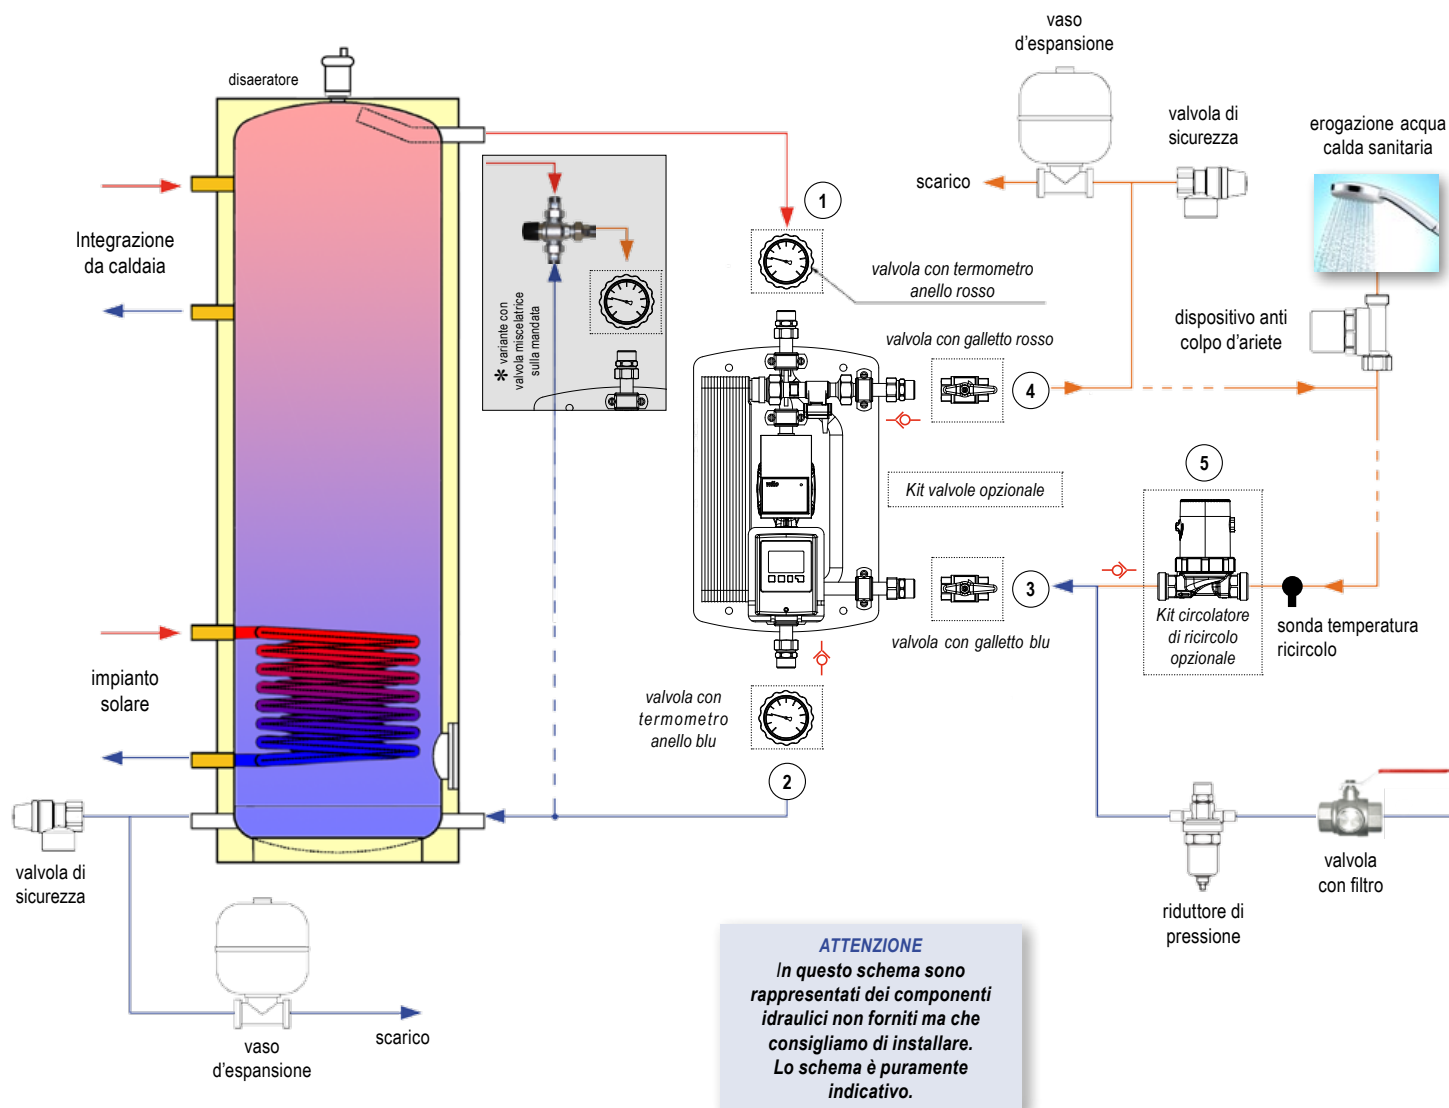 vaso
d'espansione
disaeratore
valvola di
sicurezza
erogazione acqua
calda sanitaria
scarico
1
Integrazione
da caldaia
valvola con termometro
anello rosso
* variante con
valvola miscelatrice
sulla mandata
dispositivo anti
colpo d'ariete
valvola con galletto rosso
4
5
Kit valvole opzionale
wilo
3
Kit circolatore
di ricircolo
opzionale
sonda temperatura
ricircolo
valvola con galletto blu
impianto
solare
valvola con
termometro
anello blu
2
valvola di
sicurezza
valvola
con filtro
riduttore di
pressione
ATTENZIONE
In questo schema sono
rappresentati dei componenti
idraulici non forniti ma che
consigliamo di installare.
Lo schema è puramente
indicativo.
scarico
vaso
d'espansione